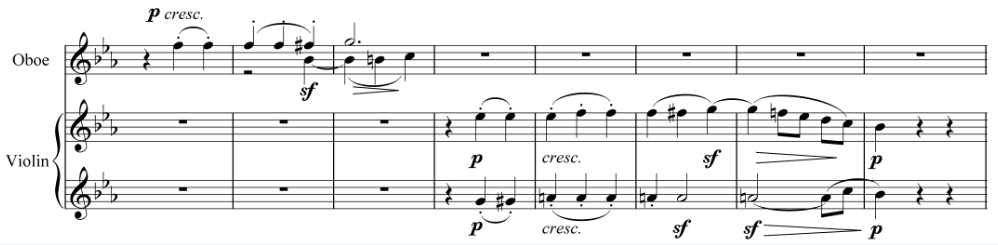 p cresc.
Oboe
sf
p cresc. sf p
Violin
p cresc. sf sf p